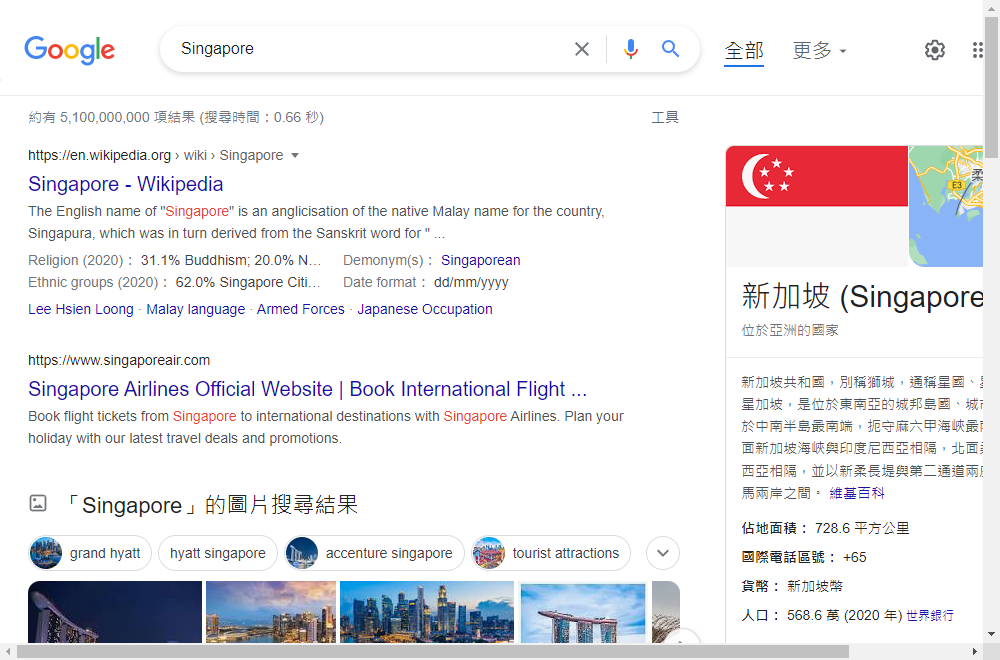 Google
Singapore
全部
更多
約有 5,100,000,000 項結果 (搜尋時間：0.66 秒)
工具
https://en.wikipedia.org › wiki › Singapore
Singapore - Wikipedia
The English name of "Singapore" is an anglicisation of the native Malay name for the country,
Singapura, which was in turn derived from the Sanskrit word for " ...
Religion (2020)： 31.1% Buddhism; 20.0% N… Demonym(s)： Singaporean
Ethnic groups (2020)： 62.0% Singapore Citi… Date format： dd/mm/yyyy
Lee Hsien Loong · Malay language · Armed Forces · Japanese Occupation
https://www.singaporeair.com
Singapore Airlines Official Website | Book International Flight ...
Book flight tickets from Singapore to international destinations with Singapore Airlines. Plan your
holiday with our latest travel deals and promotions.
「Singapore」的圖片搜尋結果
grand hyatt
hyatt singapore
accenture singapore
tourist attractions
柔
E3
新加坡 (Singapore
位於亞洲的國家
新加坡共和國，別稱獅城，通稱星國、
星加坡，是位於東南亞的城邦島國、城
於中南半島最南端，扼守麻六甲海峽最
面新加坡海峽與印度尼西亞相隔，北面
西亞相隔，並以新柔長堤與第二通道兩
馬兩岸之間。 維基百科
佔地面積： 728.6 平方公里
國際電話區號： +65
貨幣： 新加坡幣
人口： 568.6 萬 (2020 年) 世界銀行